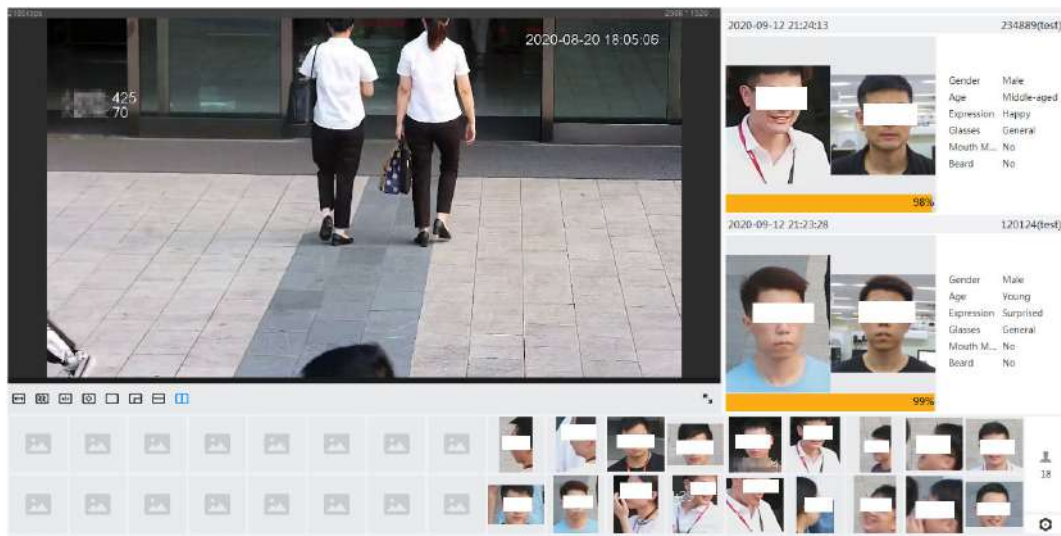 2020-08-20 18:05:06
425
70
2020-09-12 21:24:13 234889(test)
Gender Male
Age Middle-aged
Expression Happy
Glasses General
Mouth M... No
Beard No
98%
2020-09-12 21:23:28 120124(test)
Gender Male
Age Young
Expression Surprised
Glasses General
Mouth M... No
Beard No
99%
18